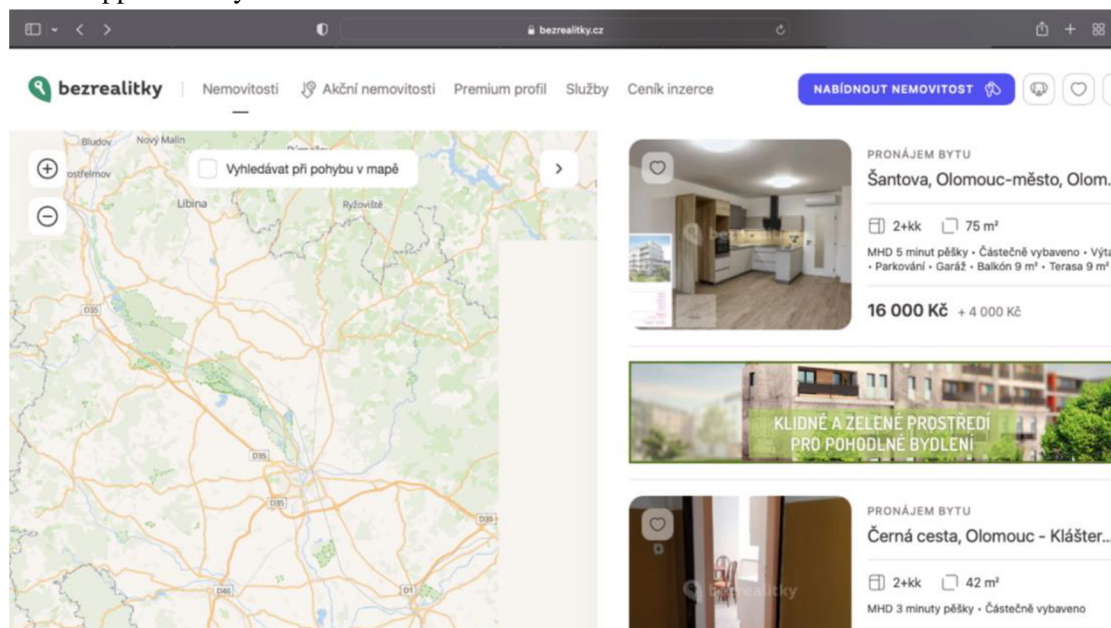 bezrealitky.cz
bezrealitky
Nemovitosti
Akční nemovitosti
Premium profil
Služby
Ceník inzerce
NABÍDNOUT NEMOVITOST
Bludov
Nový Malín
Vyhledávat při pohybu v mapě
Libina
Ryžoviště
D35
D35
D35
D35
D46
D1
PRONÁJEM BYTU
Šantova, Olomouc-město, Olom...
2+kk
75 m²
MHD 5 minut pěšky • Částečně vybaveno • Výta
• Parkování • Garáž • Balkón 9 m² • Terasa 9 m²
16 000 Kč + 4 000 Kč
KLIDNÉ A ZELENÉ PROSTŘEDÍ
PRO POHODLNÉ BYDLENÍ
PRONÁJEM BYTU
Černá cesta, Olomouc - Klášter...
2+kk
42 m²
MHD 3 minuty pěšky • Částečně vybaveno
bezrealitky